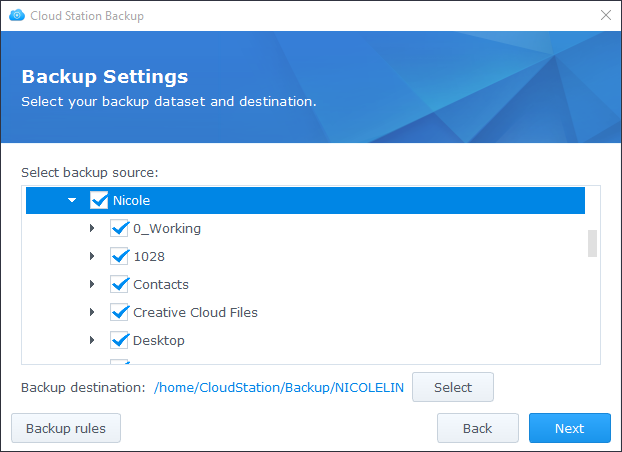 Cloud Station Backup
Backup Settings
Select your backup dataset and destination.
Select backup source:
Nicole
0_Working
1028
Contacts
Creative Cloud Files
Desktop
Backup destination: /home/CloudStation/Backup/NICOLELIN Select
Backup rules Back Next